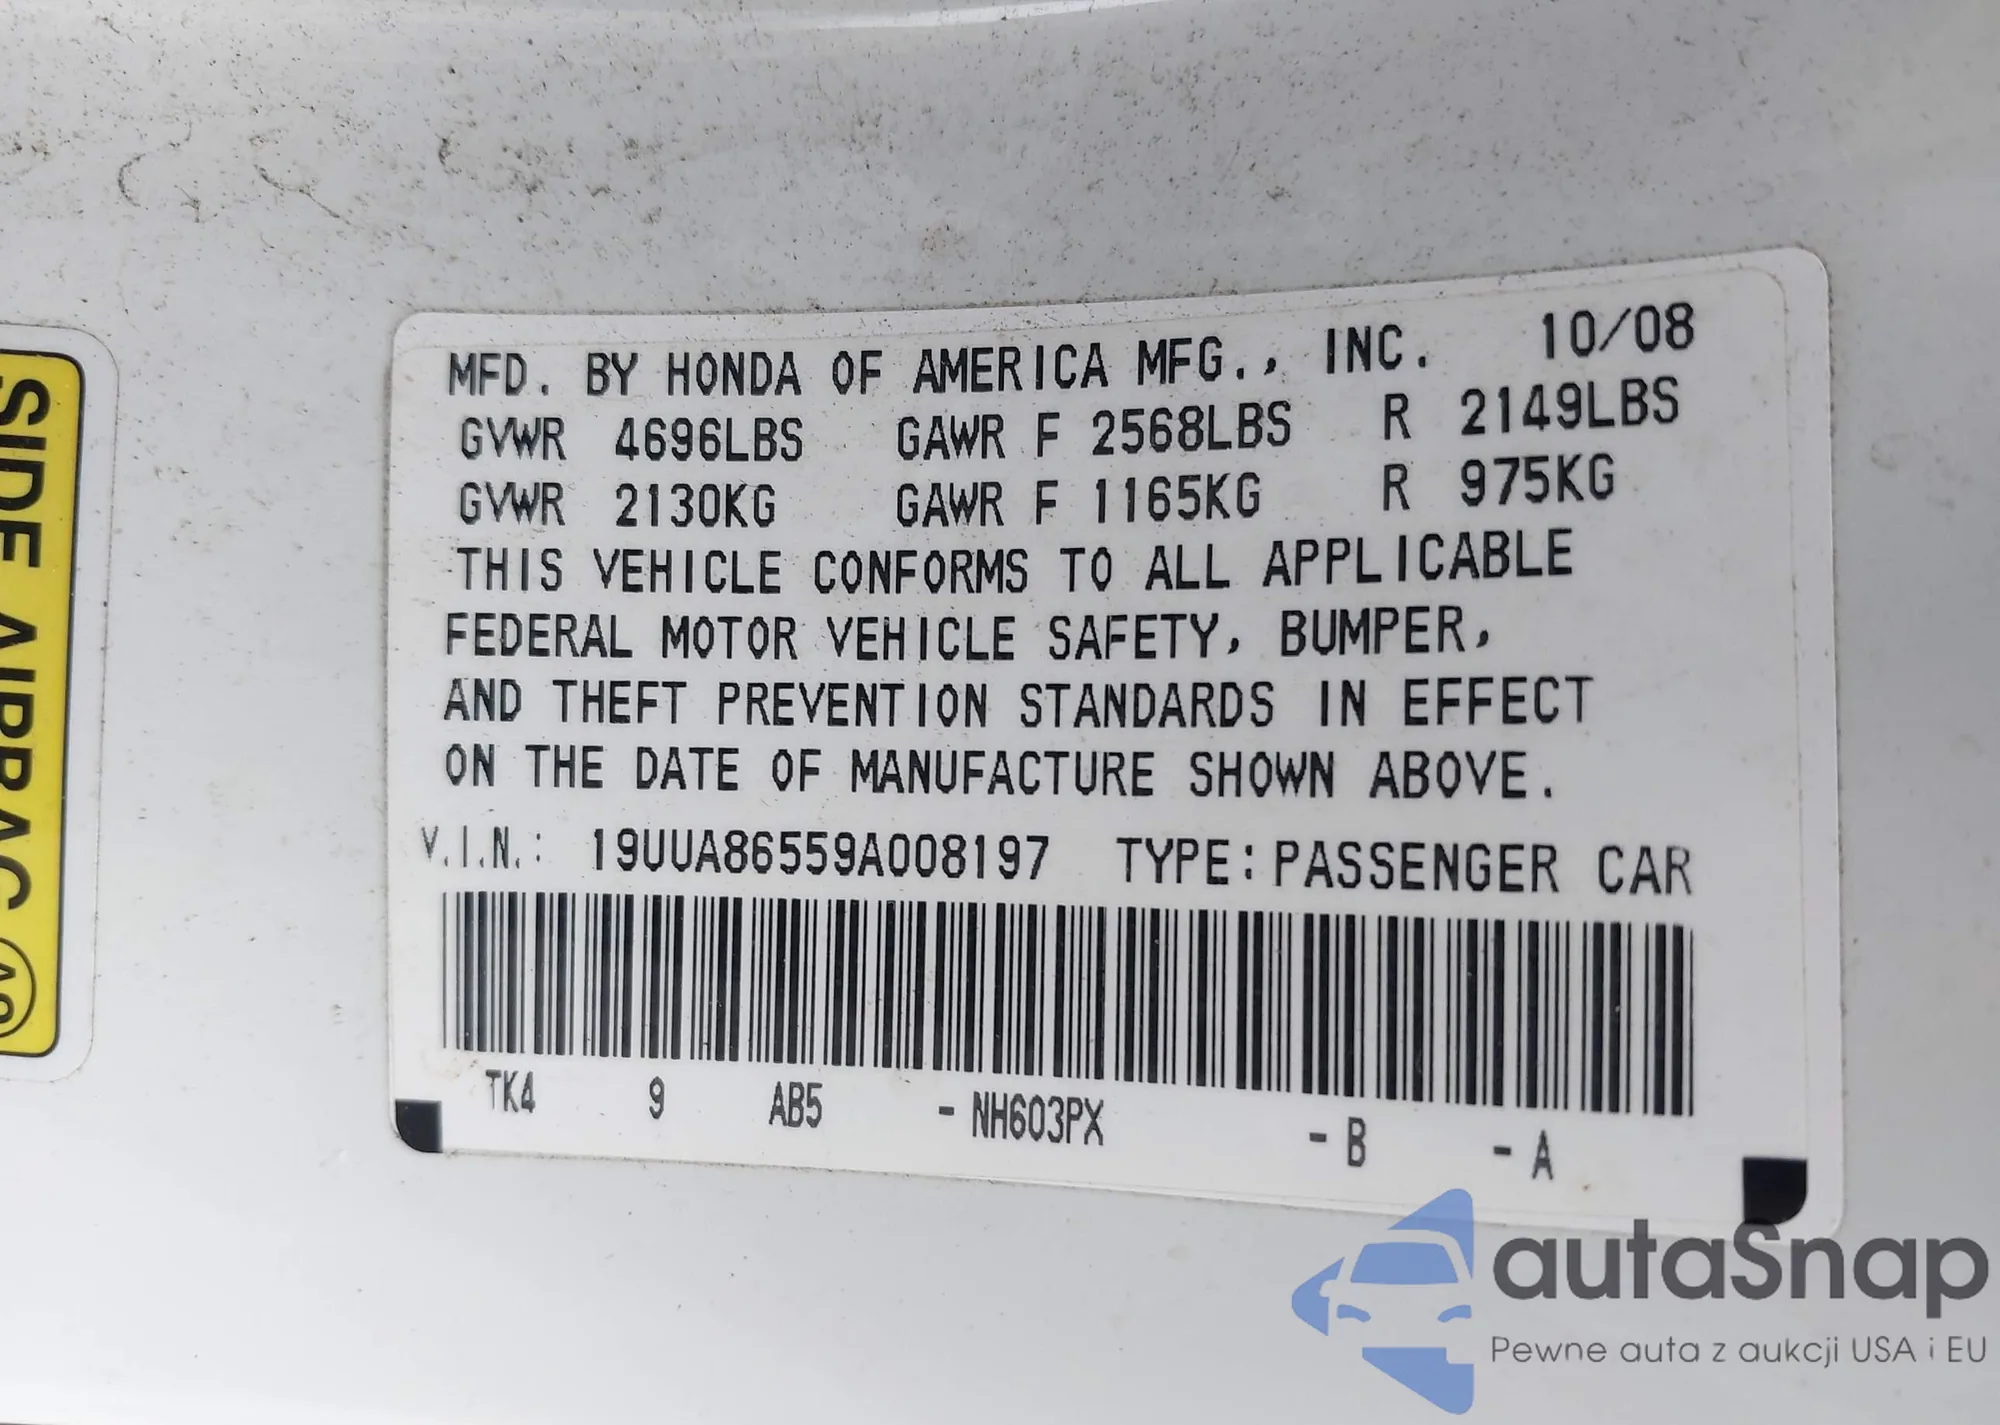 MFD. BY HONDA OF AMERICA MFG., INC. 10/08
GVWR 4696LBS GAWR F 2568LBS R 2149LBS
GVWR 2130KG GAWR F 1165KG R 975KG
THIS VEHICLE CONFORMS TO ALL APPLICABLE
FEDERAL MOTOR VEHICLE SAFETY, BUMPER,
AND THEFT PREVENTION STANDARDS IN EFFECT
ON THE DATE OF MANUFACTURE SHOWN ABOVE.
V.I.N.: 19UUA86559A008197 TYPE: PASSENGER CAR
TK4 9 AB5 - NH603PX - B - A
SIDE AIRBAG
autaSnap
Pewne auta z aukcji USA i EU